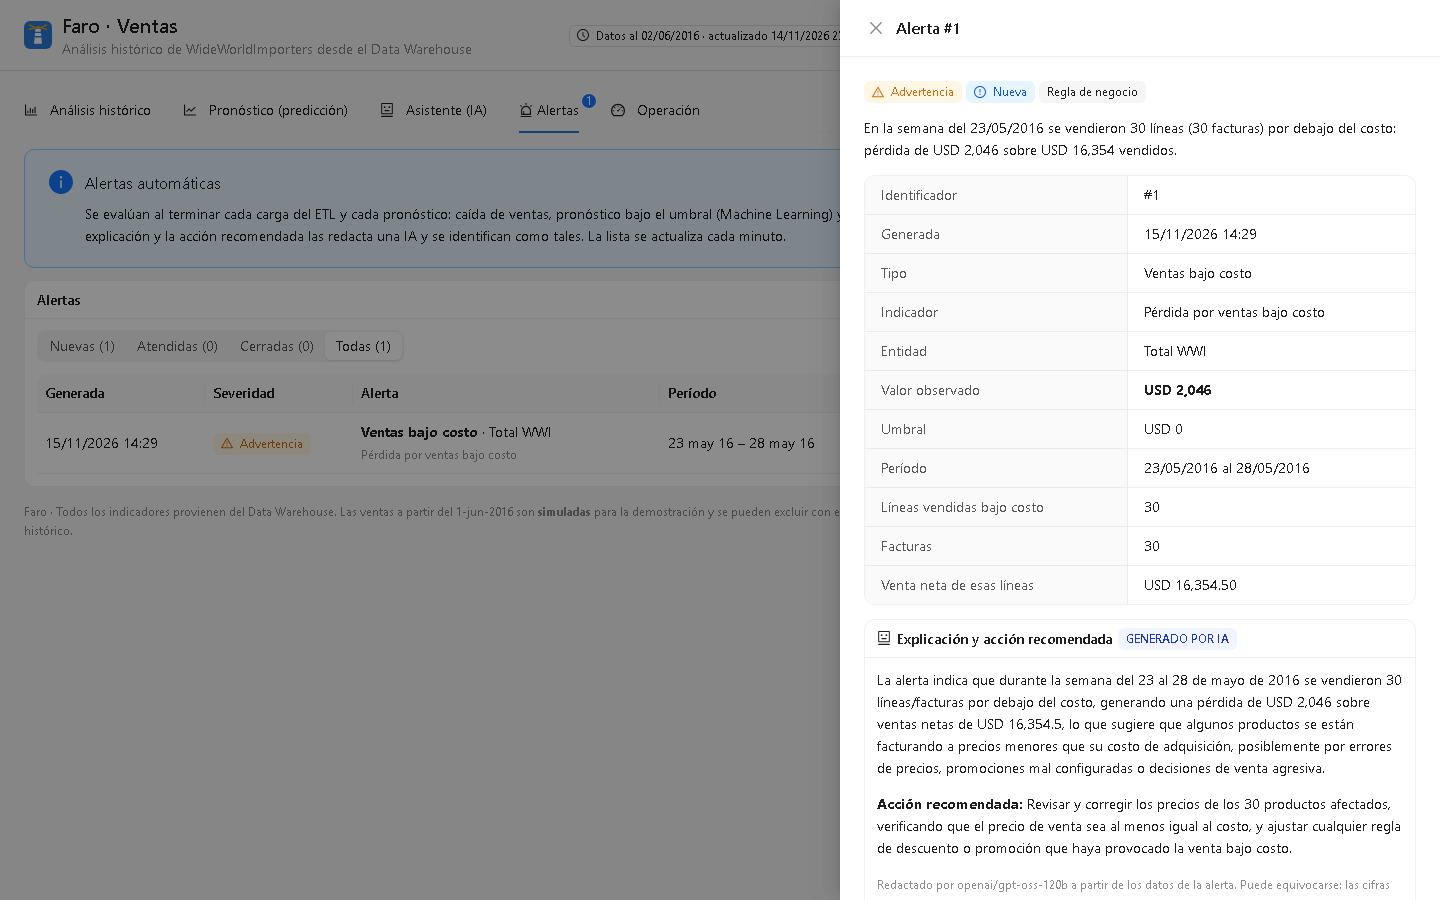 Faro · Ventas
Análisis histórico de WideWorldImporters desde el Data Warehouse
Datos al 02/06/2016 · actualizado 14/11/2026
Análisis histórico
Pronóstico (predicción)
Asistente (IA)
Alertas
1
Operación
Alertas automáticas
Se evalúan al terminar cada carga del ETL y cada pronóstico: caída de ventas, pronóstico bajo el umbral (Machine Learning) y
explicación y la acción recomendada las redacta una IA y se identifican como tales. La lista se actualiza cada minuto.
Alertas
Nuevas (1)
Atendidas (0)
Cerradas (0)
Todas (1)
Generada
Severidad
Alerta
Período
15/11/2026 14:29
Advertencia
Ventas bajo costo · Total WWI
Pérdida por ventas bajo costo
23 may 16 – 28 may 16
Faro · Todos los indicadores provienen del Data Warehouse. Las ventas a partir del 1-jun-2016 son simuladas para la demostración y se pueden excluir con e
histórico.
Alerta #1
Advertencia
Nueva
Regla de negocio
En la semana del 23/05/2016 se vendieron 30 líneas (30 facturas) por debajo del costo:
pérdida de USD 2,046 sobre USD 16,354 vendidos.
Identificador
#1
Generada
15/11/2026 14:29
Tipo
Ventas bajo costo
Indicador
Pérdida por ventas bajo costo
Entidad
Total WWI
Valor observado
USD 2,046
Umbral
USD 0
Período
23/05/2016 al 28/05/2016
Líneas vendidas bajo costo
30
Facturas
30
Venta neta de esas líneas
USD 16,354.50
Explicación y acción recomendada
GENERADO POR IA
La alerta indica que durante la semana del 23 al 28 de mayo de 2016 se vendieron 30
líneas/facturas por debajo del costo, generando una pérdida de USD 2,046 sobre
ventas netas de USD 16,354.5, lo que sugiere que algunos productos se están
facturando a precios menores que su costo de adquisición, posiblemente por errores
de precios, promociones mal configuradas o decisiones de venta agresiva.
Acción recomendada: Revisar y corregir los precios de los 30 productos afectados,
verificando que el precio de venta sea al menos igual al costo, y ajustar cualquier regla
de descuento o promoción que haya provocado la venta bajo costo.
Redactado por openai/gpt-oss-120b a partir de los datos de la alerta. Puede equivocarse: las cifras